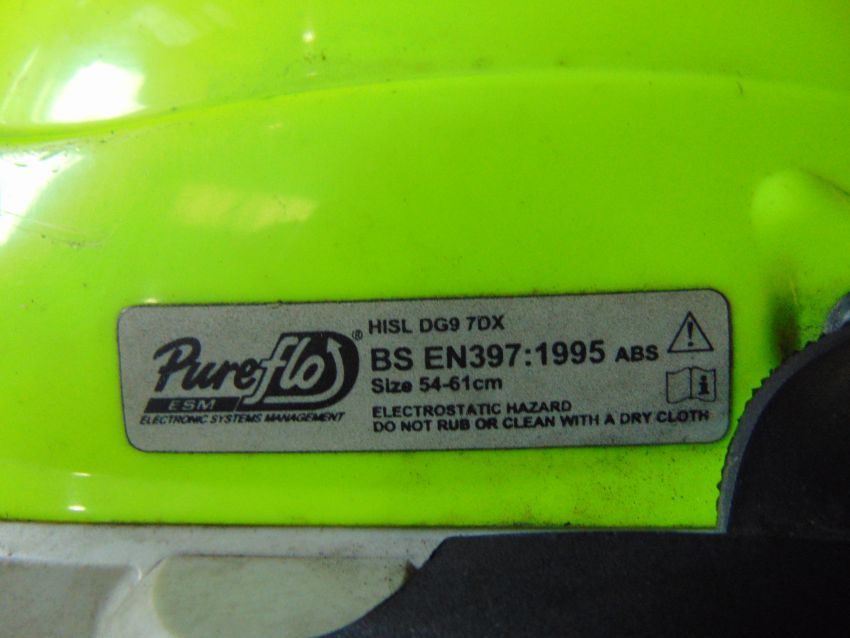 Pureflo®
ESM
ELECTRONIC SYSTEMS MANAGEMENT
HISL DG9 7DX
BS EN397:1995 ABS
Size 54-61cm
ELECTROSTATIC HAZARD
DO NOT RUB OR CLEAN WITH A DRY CLOTH